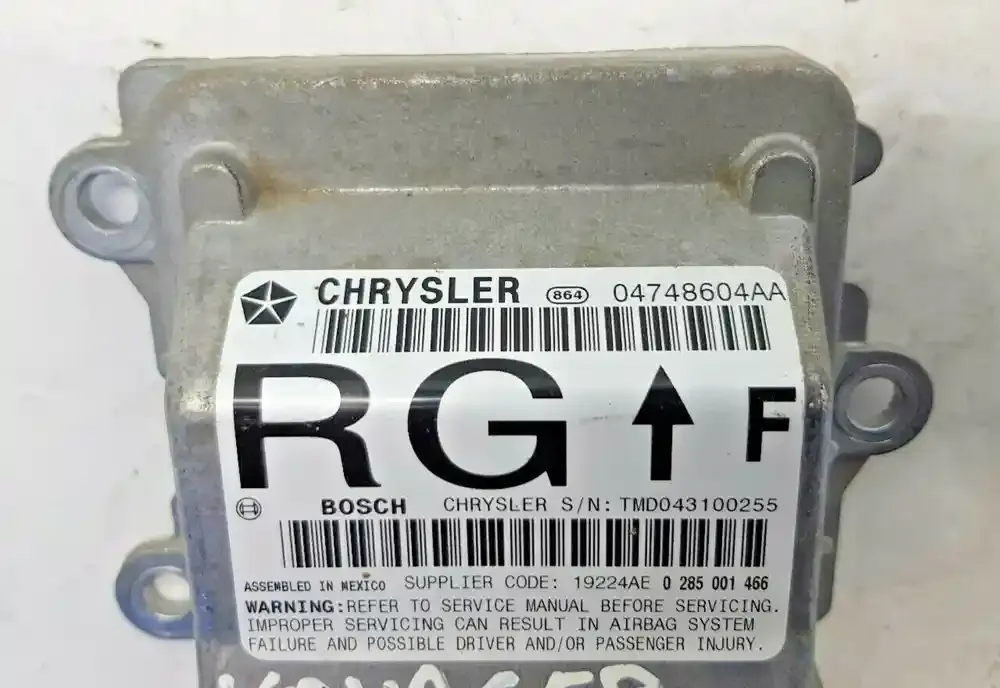 CHRYSLER 864 04748604AA
RG F
BOSCH CHRYSLER S/N: TMD043100255
ASSEMBLED IN MEXICO SUPPLIER CODE: 19224AE 0 285 001 466
WARNING:REFER TO SERVICE MANUAL BEFORE SERVICING.
IMPROPER SERVICING CAN RESULT IN AIRBAG SYSTEM
FAILURE AND POSSIBLE DRIVER AND/OR PASSENGER INJURY.
VOYAGER